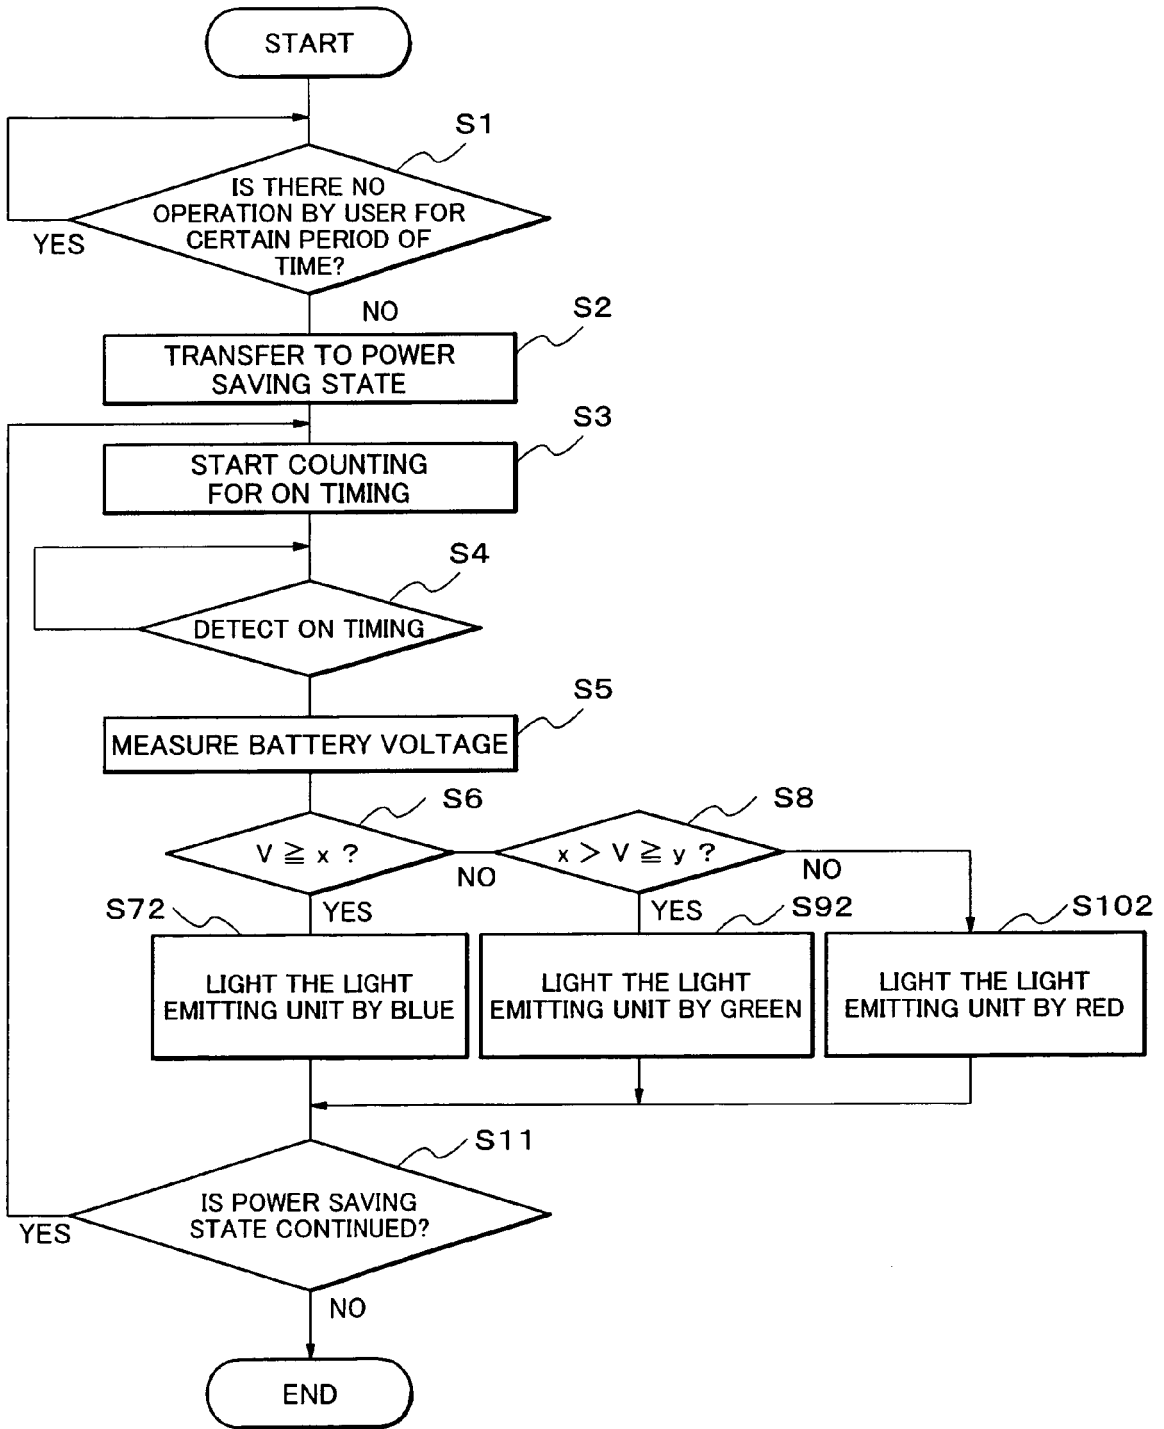 START
S1
IS THERE NO
OPERATION BY USER FOR
CERTAIN PERIOD OF
TIME?
YES
NO
S2
TRANSFER TO POWER
SAVING STATE
S3
START COUNTING
FOR ON TIMING
S4
DETECT ON TIMING
S5
MEASURE BATTERY VOLTAGE
S6
V ≧ x ?
NO
YES
S8
x > V ≧ y ?
NO
YES
S72
LIGHT THE LIGHT
EMITTING UNIT BY BLUE
S92
LIGHT THE LIGHT
EMITTING UNIT BY GREEN
S102
LIGHT THE LIGHT
EMITTING UNIT BY RED
S11
IS POWER SAVING
STATE CONTINUED?
YES
NO
END